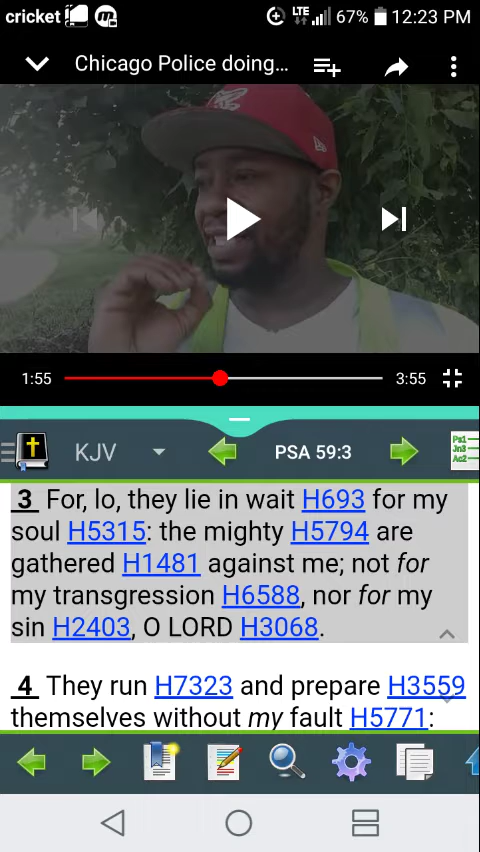 cricket
LTE 67% 12:23 PM
Chicago Police doing...
1:55 3:55
KJV PSA 59:3
Ps1
Jn3
Ac2
3 For, lo, they lie in wait H693 for my
soul H5315: the mighty H5794 are
gathered H1481 against me; not for
my transgression H6588, nor for my
sin H2403, O LORD H3068.
4 They run H7323 and prepare H3559
themselves without my fault H5771: